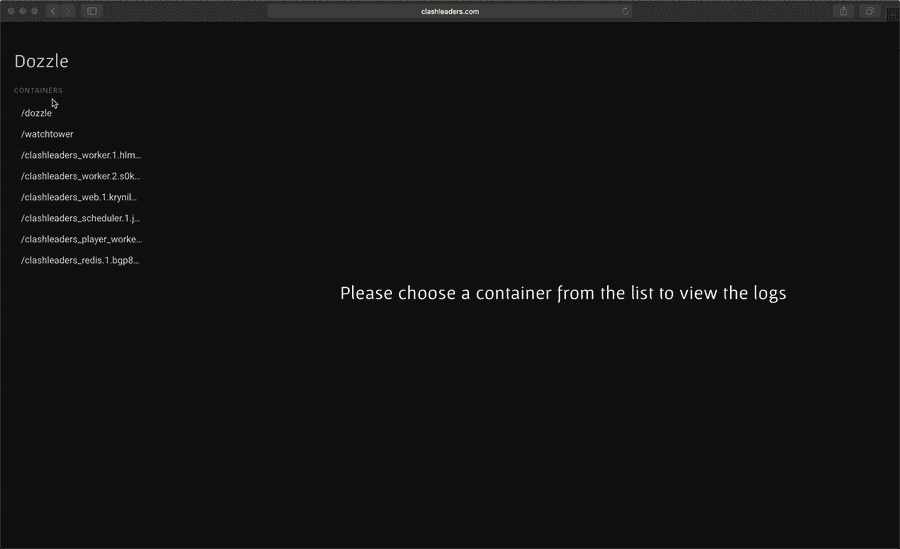 clashleaders.com
Dozzle
CONTAINERS
/dozzle
/watchtower
/clashleaders_worker.1.hlm...
/clashleaders_worker.2.s0k...
/clashleaders_web.1.krynil...
/clashleaders_scheduler.1.j...
/clashleaders_player_worke...
/clashleaders_redis.1.bgp8...
Please choose a container from the list to view the logs